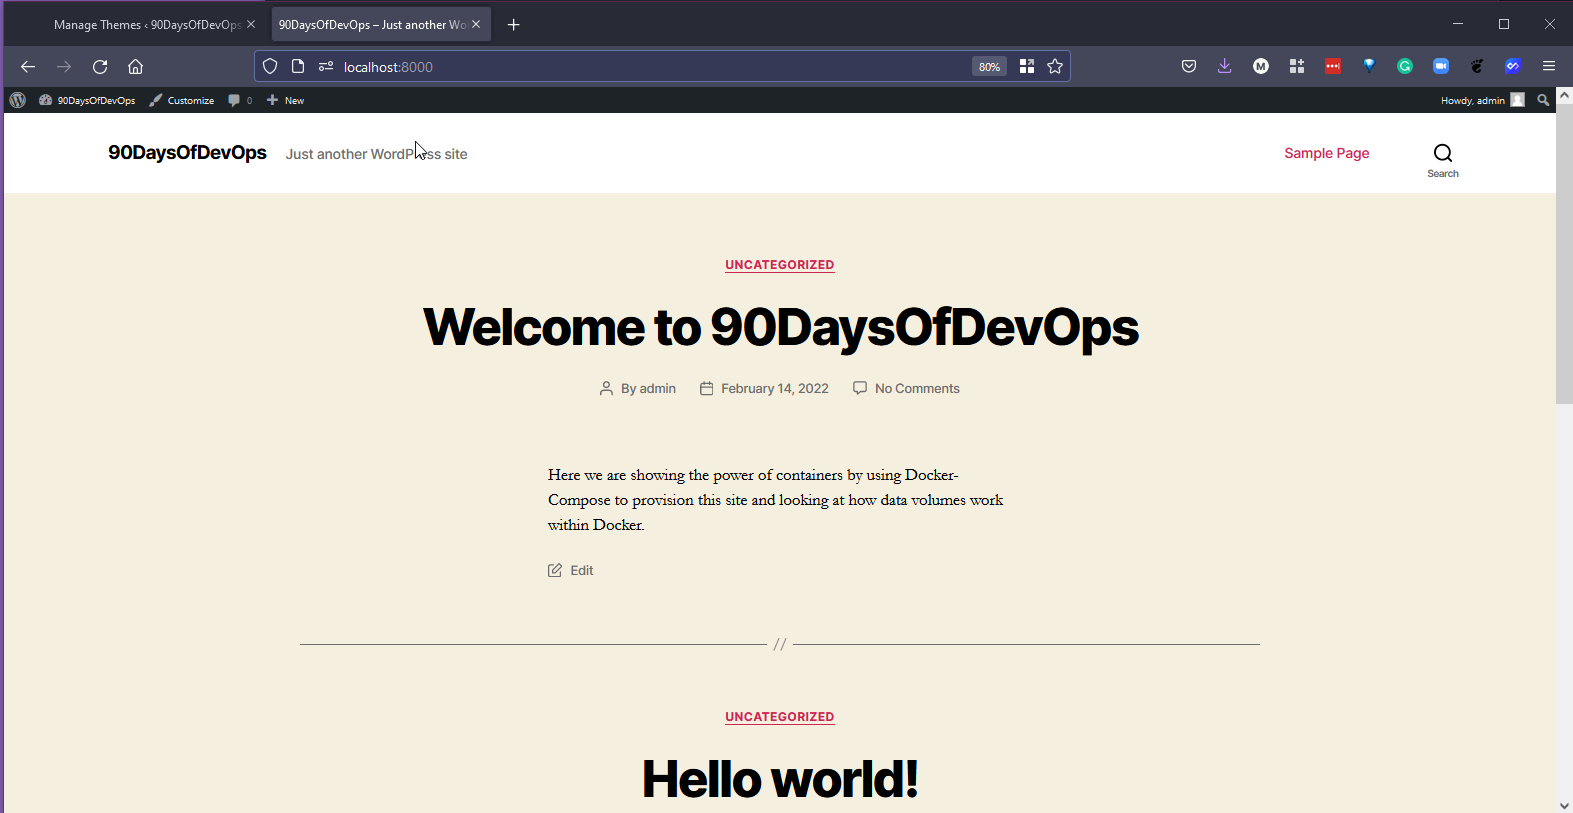 Manage Themes ‹ 90DaysOfDevOps
90DaysOfDevOps – Just another Wo
localhost:8000
80%
90DaysOfDevOps
Customize
0
New
Howdy, admin
90DaysOfDevOps
Just another WordPress site
Sample Page
Search
UNCATEGORIZED
Welcome to 90DaysOfDevOps
By admin
February 14, 2022
No Comments
Here we are showing the power of containers by using Docker-
Compose to provision this site and looking at how data volumes work
within Docker.
Edit
//
UNCATEGORIZED
Hello world!